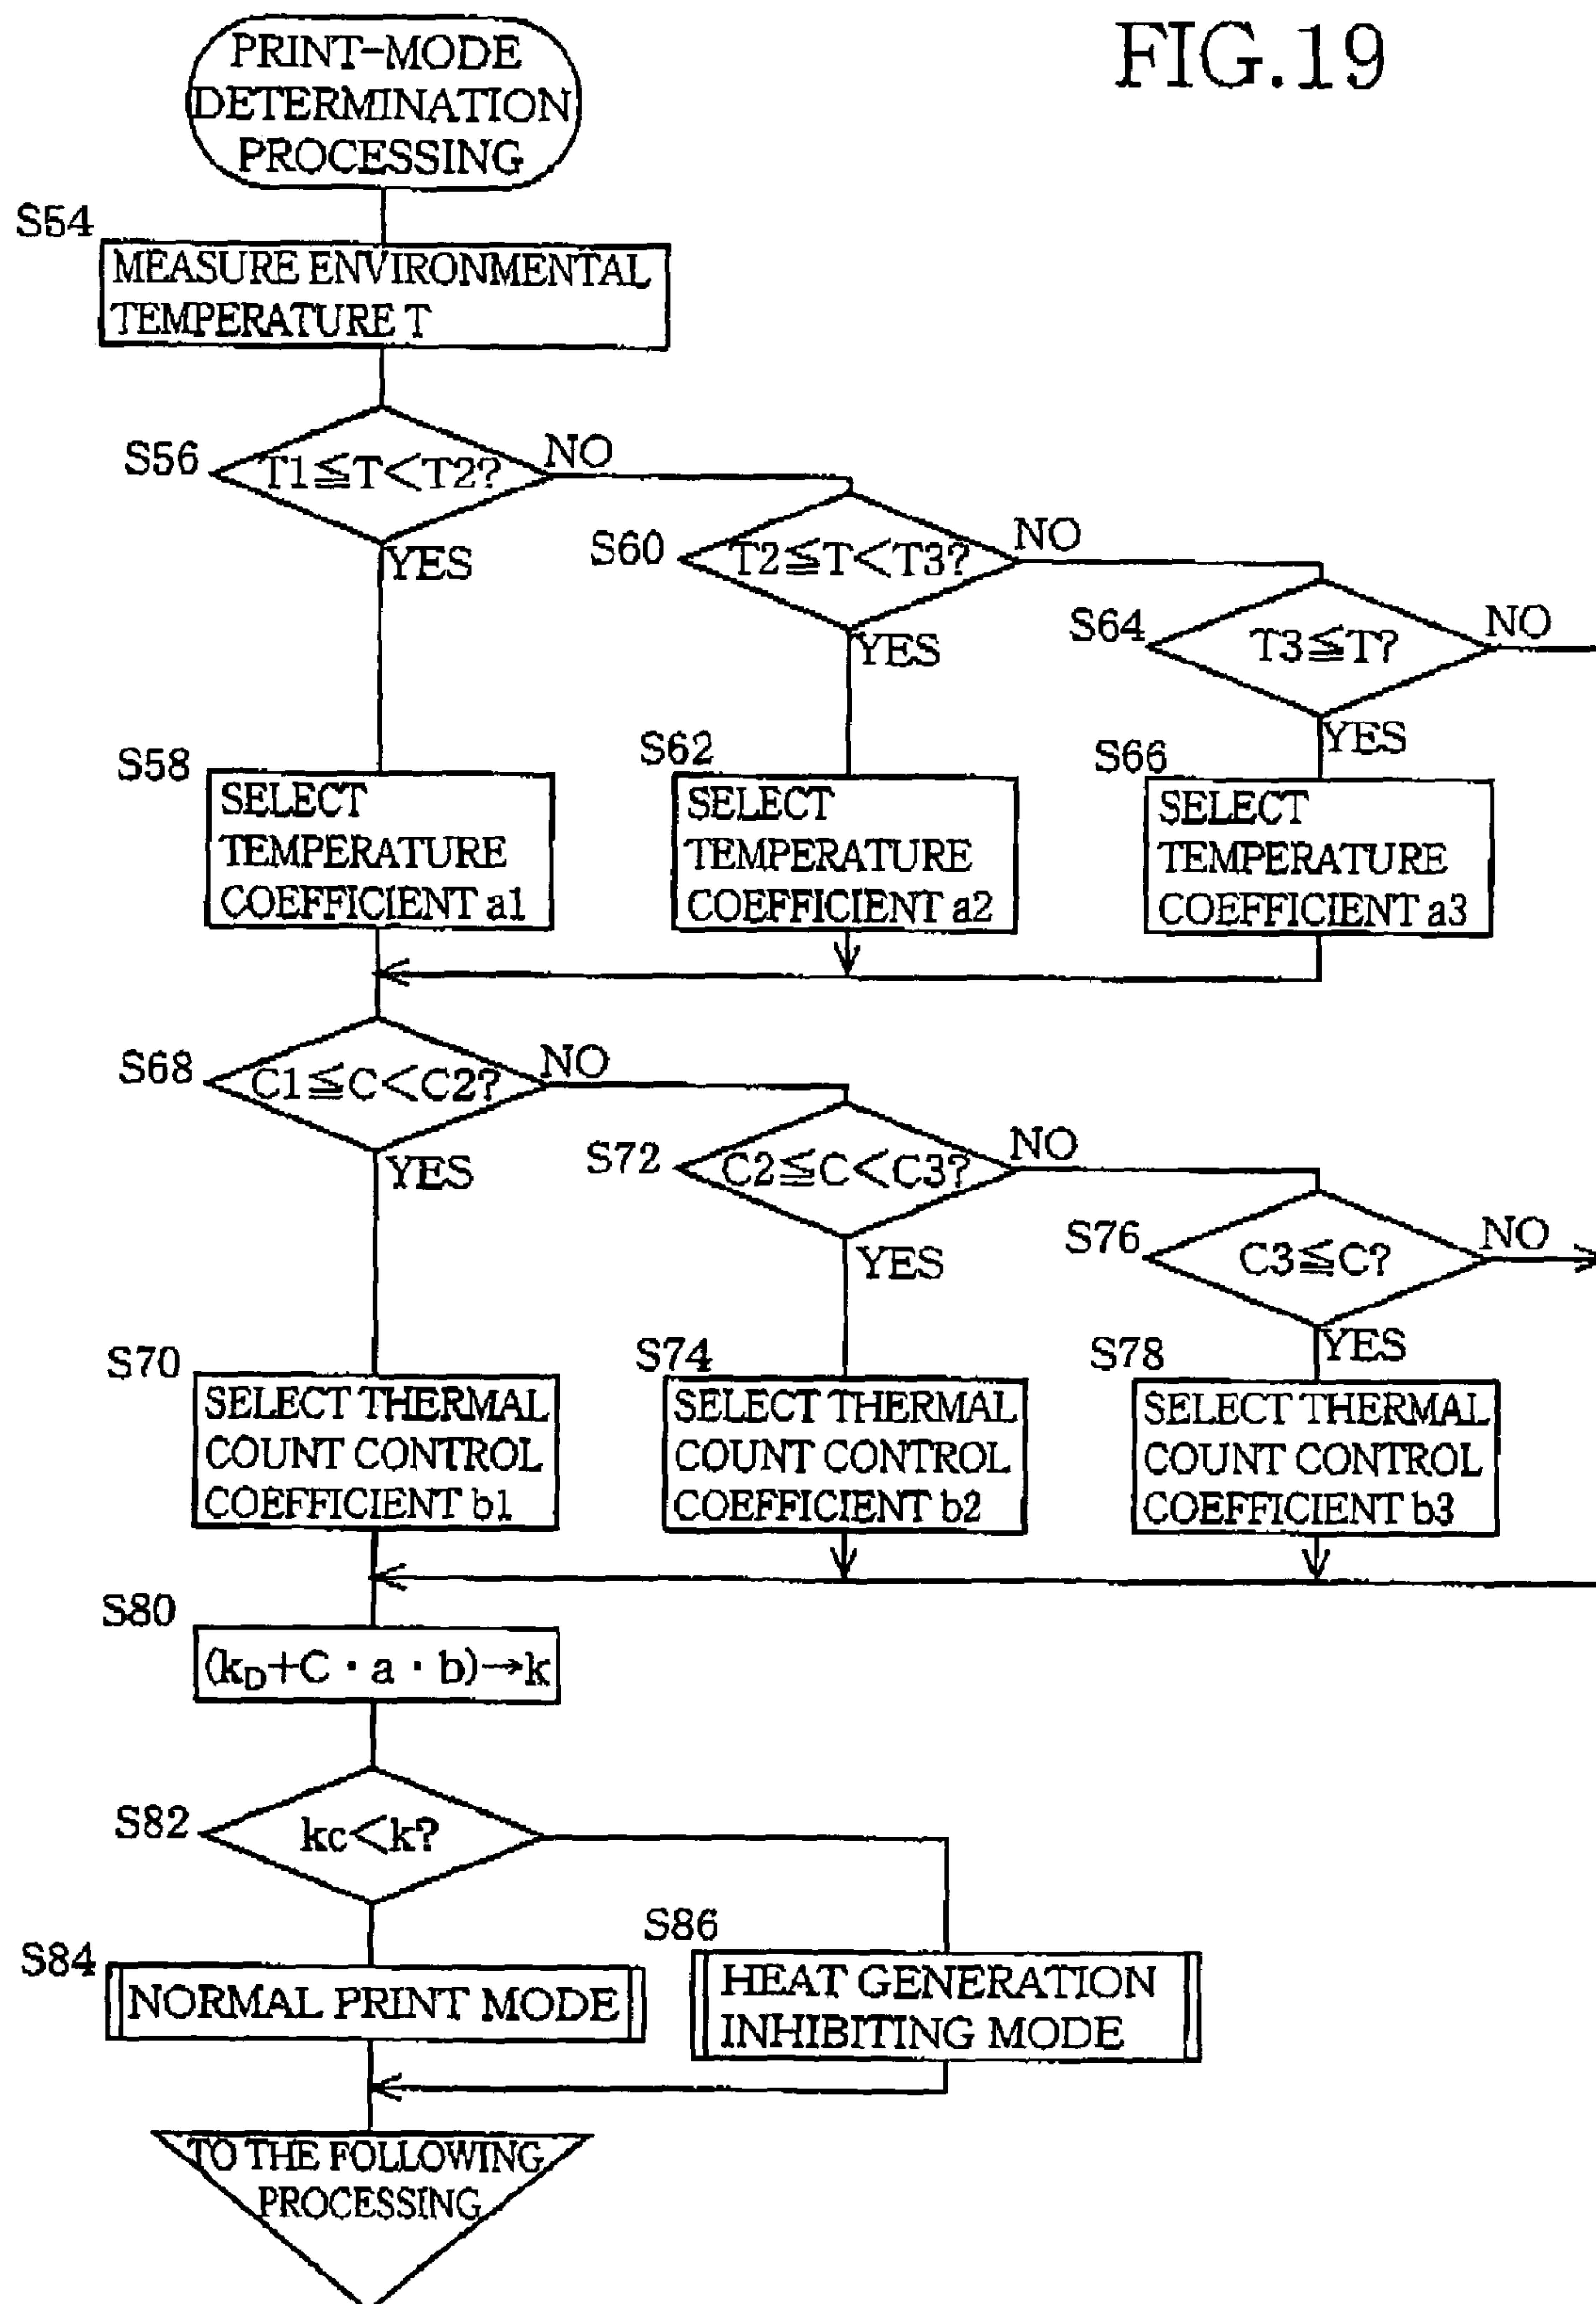 FIG.19
PRINT-MODE
DETERMINATION
PROCESSING
S54
MEASURE ENVIRONMENTAL
TEMPERATURE T
S56
T1≦T<T2?
NO
YES
S60
T2≦T<T3?
NO
YES
S64
T3≦T?
NO
YES
S58
SELECT
TEMPERATURE
COEFFICIENT a1
S62
SELECT
TEMPERATURE
COEFFICIENT a2
S66
SELECT
TEMPERATURE
COEFFICIENT a3
S68
C1≦C<C2?
NO
YES
S72
C2≦C<C3?
NO
YES
S76
C3≦C?
NO
YES
S70
SELECT THERMAL
COUNT CONTROL
COEFFICIENT b1
S74
SELECT THERMAL
COUNT CONTROL
COEFFICIENT b2
S78
SELECT THERMAL
COUNT CONTROL
COEFFICIENT b3
S80
(kD+C・a・b)→k
S82
kc<k?
S84
NORMAL PRINT MODE
S86
HEAT GENERATION
INHIBITING MODE
TO THE FOLLOWING
PROCESSING